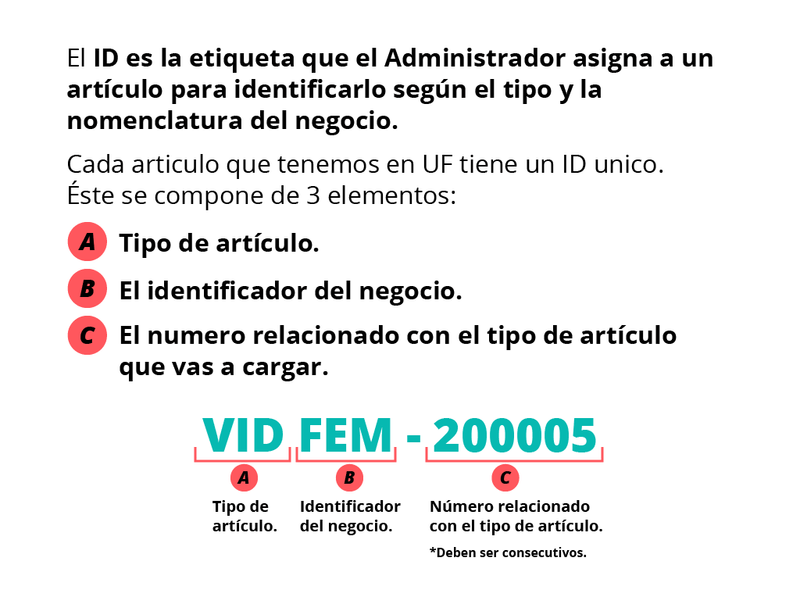 El ID es la etiqueta que el Administrador asigna a un
artículo para identificarlo según el tipo y la
nomenclatura del negocio.
Cada articulo que tenemos en UF tiene un ID unico.
Éste se compone de 3 elementos:
A Tipo de artículo.
B El identificador del negocio.
C El numero relacionado con el tipo de artículo
que vas a cargar.
VID FEM - 200005
A B C
Tipo de Identificador Número relacionado
artículo. del negocio. con el tipo de artículo.
*Deben ser consecutivos.